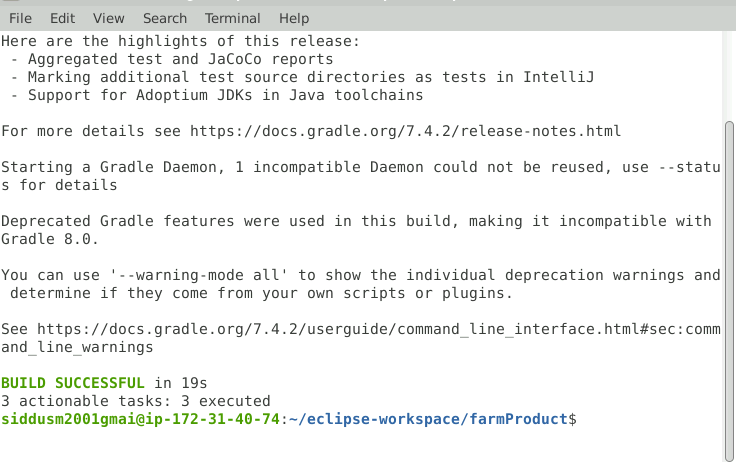 File Edit View Search Terminal Help
Here are the highlights of this release:
 - Aggregated test and JaCoCo reports
 - Marking additional test source directories as tests in IntelliJ
 - Support for Adoptium JDKs in Java toolchains
For more details see https://docs.gradle.org/7.4.2/release-notes.html
Starting a Gradle Daemon, 1 incompatible Daemon could not be reused, use --statu
s for details
Deprecated Gradle features were used in this build, making it incompatible with
Gradle 8.0.
You can use '--warning-mode all' to show the individual deprecation warnings and
 determine if they come from your own scripts or plugins.
See https://docs.gradle.org/7.4.2/userguide/command_line_interface.html#sec:comm
and_line_warnings
BUILD SUCCESSFUL in 19s
3 actionable tasks: 3 executed
siddusm2001gmai@ip-172-31-40-74:~/eclipse-workspace/farmProduct$